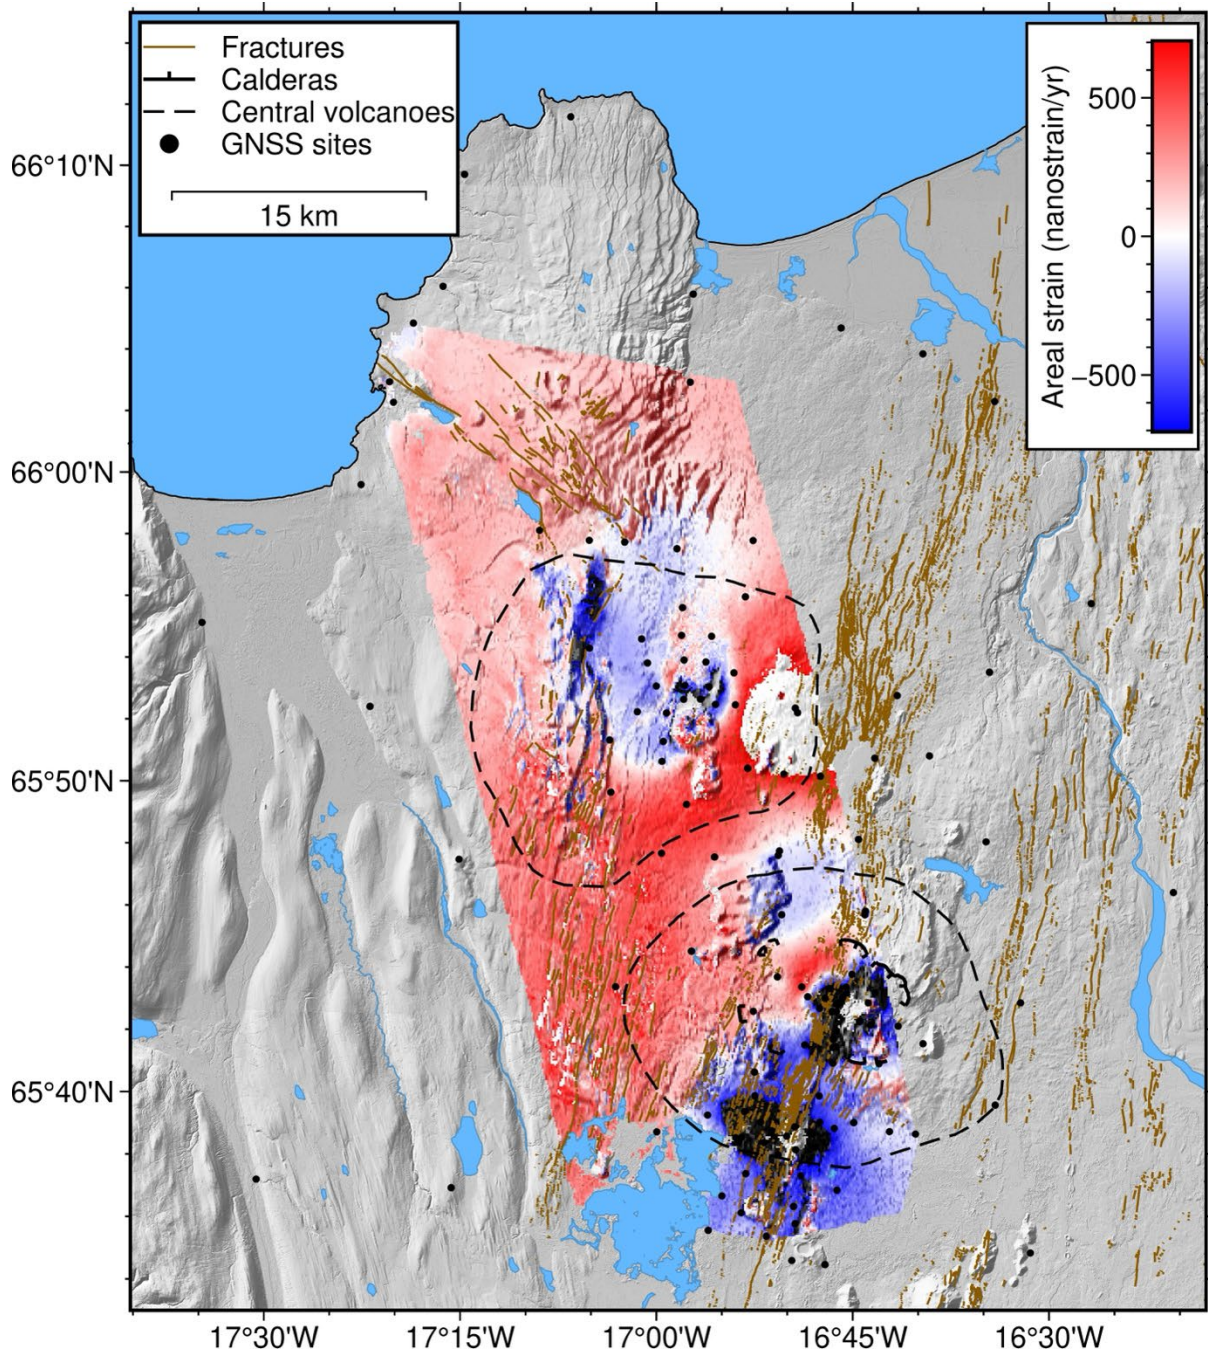 Fractures
Calderas
Central volcanoes
GNSS sites
15 km
Areal strain (nanostrain/yr)
500
0
−500
66°10'N
66°00'N
65°50'N
65°40'N
17°30'W
17°15'W
17°00'W
16°45'W
16°30'W